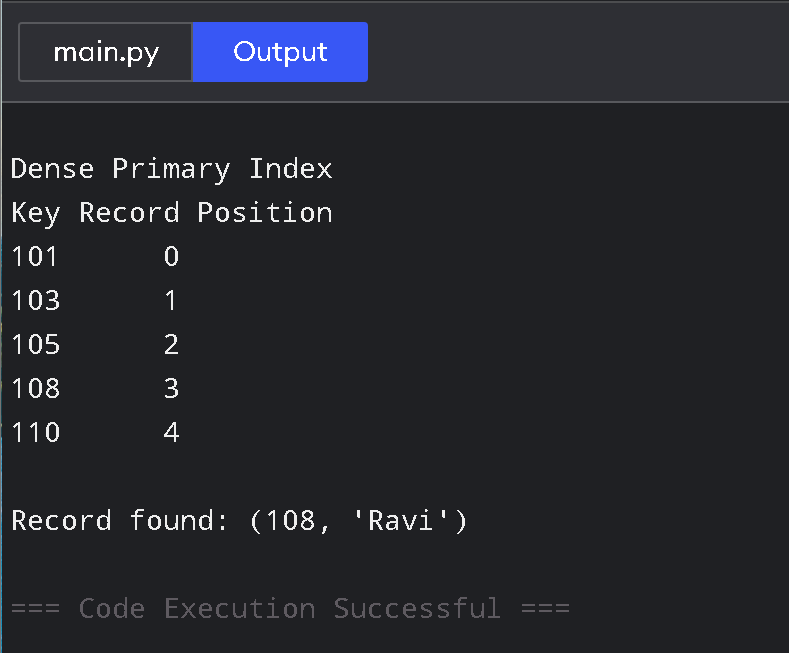 main.py Output
Dense Primary Index
Key Record Position
101 0
103 1
105 2
108 3
110 4
Record found: (108, 'Ravi')
=== Code Execution Successful ===